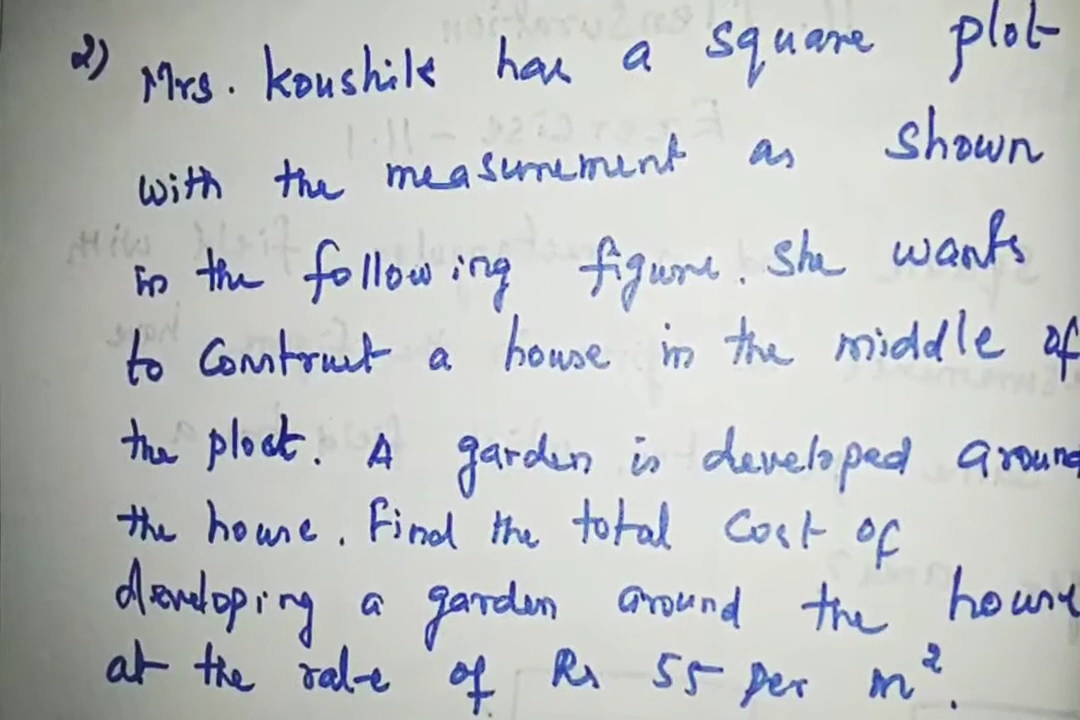 2) Mrs. Koushik has a square plot
with the measurement as shown
in the following figure. She wants
to construct a house in the middle of
the ploat. A garden is developed around
the house. Find the total cost of
developing a garden around the house
at the rate of Rs 55 per m².